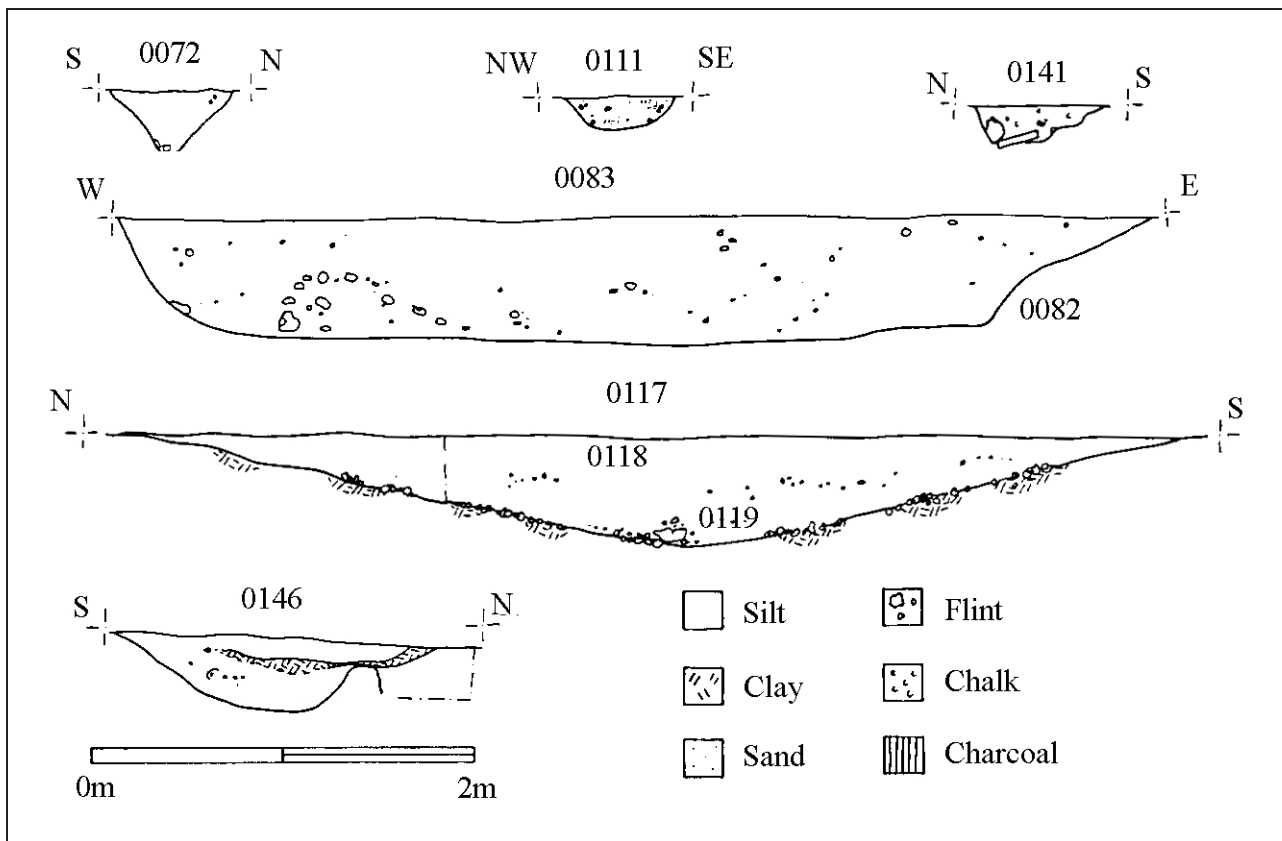 S 0072 N
NW 0111 SE
N 0141 S
W 0083 E
0082
N 0117 S
0118
0119
S 0146 N
Silt Flint
Clay Chalk
Sand Charcoal
0m 2m